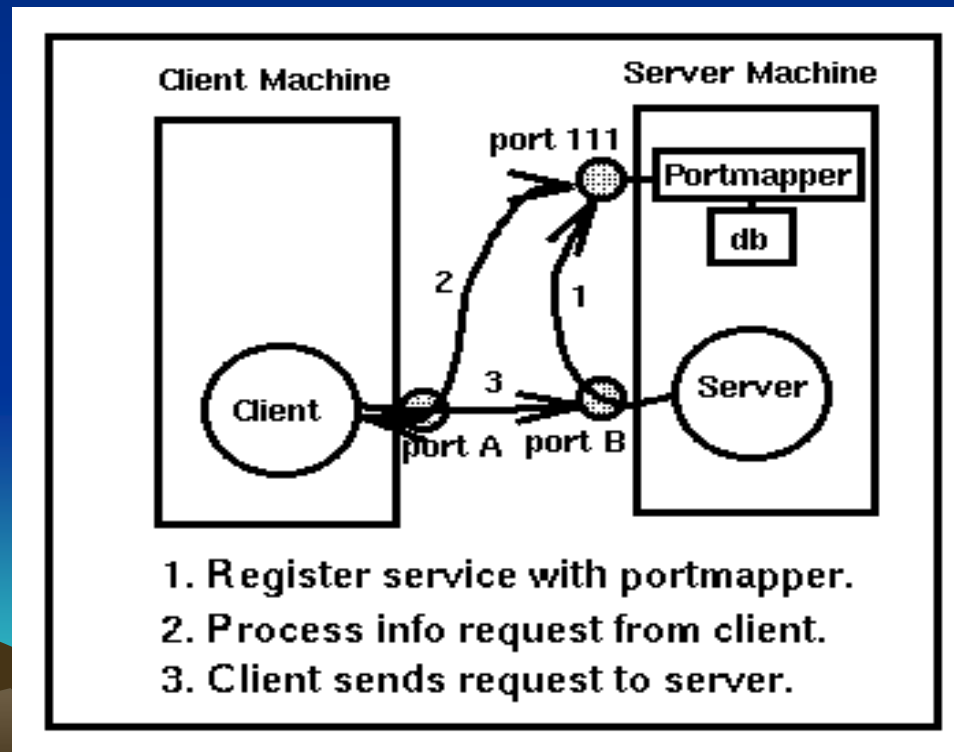 Client Machine
Server Machine
port 111
Portmapper
db
2
1
3
Client
Server
port A
port B
1. Register service with portmapper.
2. Process info request from client.
3. Client sends request to server.